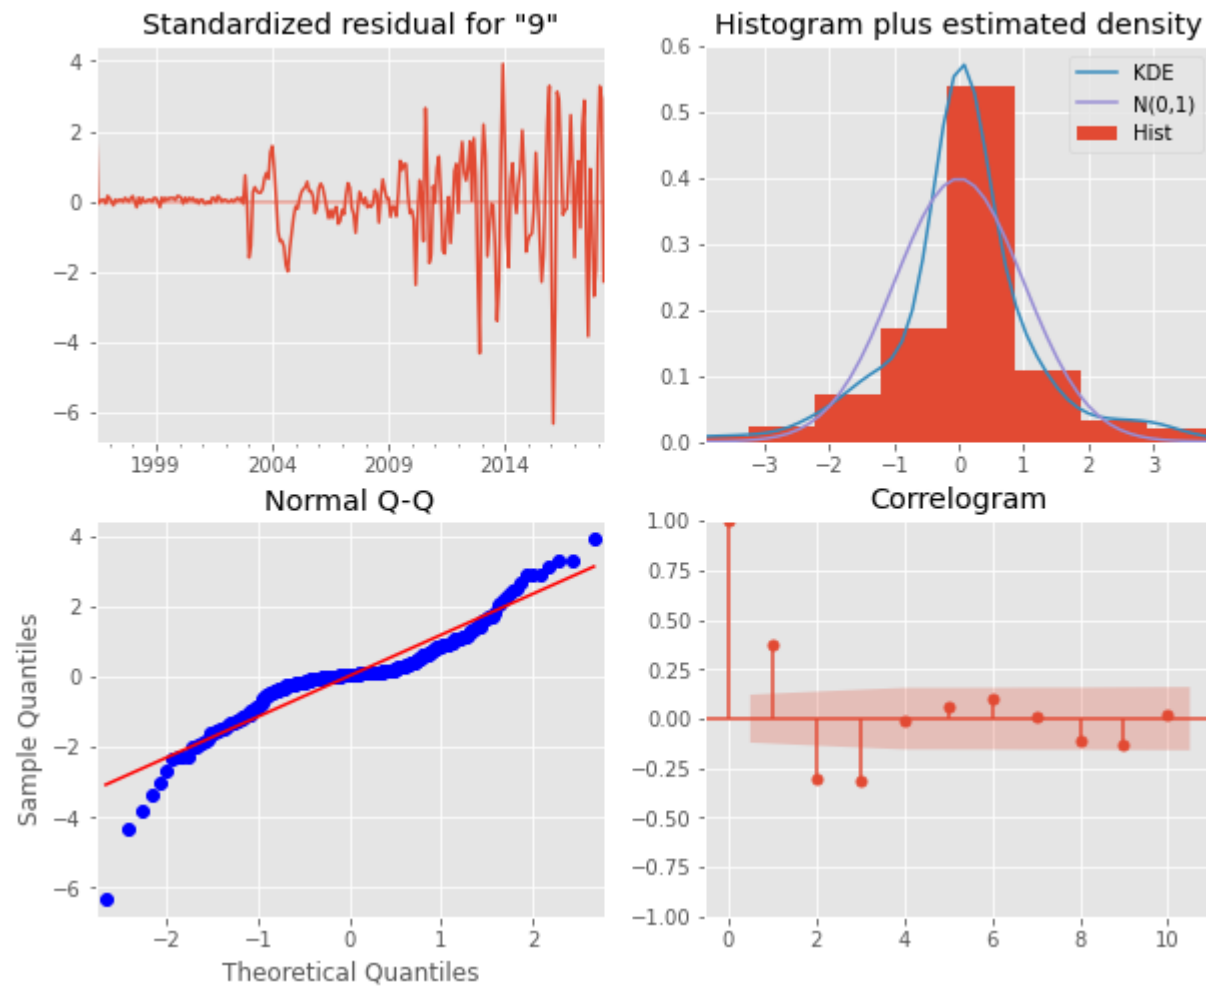 Standardized residual for "9"
4
2
0
−2
−4
−6
1999 2004 2009 2014
Histogram plus estimated density
0.6
0.5
0.4
0.3
0.2
0.1
0.0
KDE
N(0,1)
Hist
−3 −2 −1 0 1 2 3
Normal Q-Q
Sample Quantiles
4
2
0
−2
−4
−6
−2 −1 0 1 2
Theoretical Quantiles
Correlogram
1.00
0.75
0.50
0.25
0.00
−0.25
−0.50
−0.75
−1.00
0 2 4 6 8 10